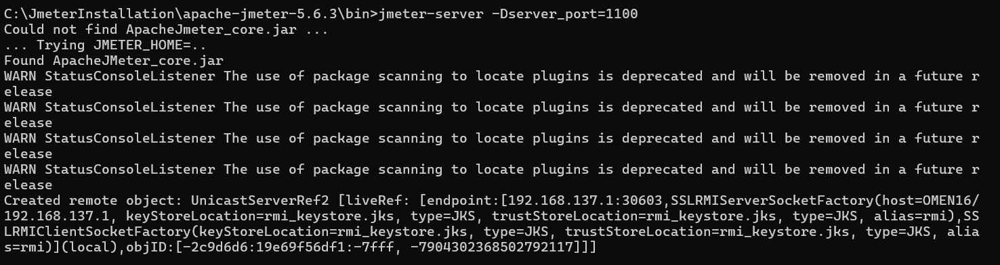 C:\JmeterInstallation\apache-jmeter-5.6.3\bin>jmeter-server -Dserver_port=1100
Could not find ApacheJmeter_core.jar ...
... Trying JMETER_HOME=..
Found ApacheJMeter_core.jar
WARN StatusConsoleListener The use of package scanning to locate plugins is deprecated and will be removed in a future r
elease
WARN StatusConsoleListener The use of package scanning to locate plugins is deprecated and will be removed in a future r
elease
WARN StatusConsoleListener The use of package scanning to locate plugins is deprecated and will be removed in a future r
elease
WARN StatusConsoleListener The use of package scanning to locate plugins is deprecated and will be removed in a future r
elease
Created remote object: UnicastServerRef2 [liveRef: [endpoint:[192.168.137.1:30603,SSLRMIServerSocketFactory(host=OMEN16/
192.168.137.1, keyStoreLocation=rmi_keystore.jks, type=JKS, trustStoreLocation=rmi_keystore.jks, type=JKS, alias=rmi),SS
LRMIClientSocketFactory(keyStoreLocation=rmi_keystore.jks, type=JKS, trustStoreLocation=rmi_keystore.jks, type=JKS, alia
s=rmi)](local),objID:[-2c9d6d6:19e69f56df1:-7fff, -7904302368502792117]]]